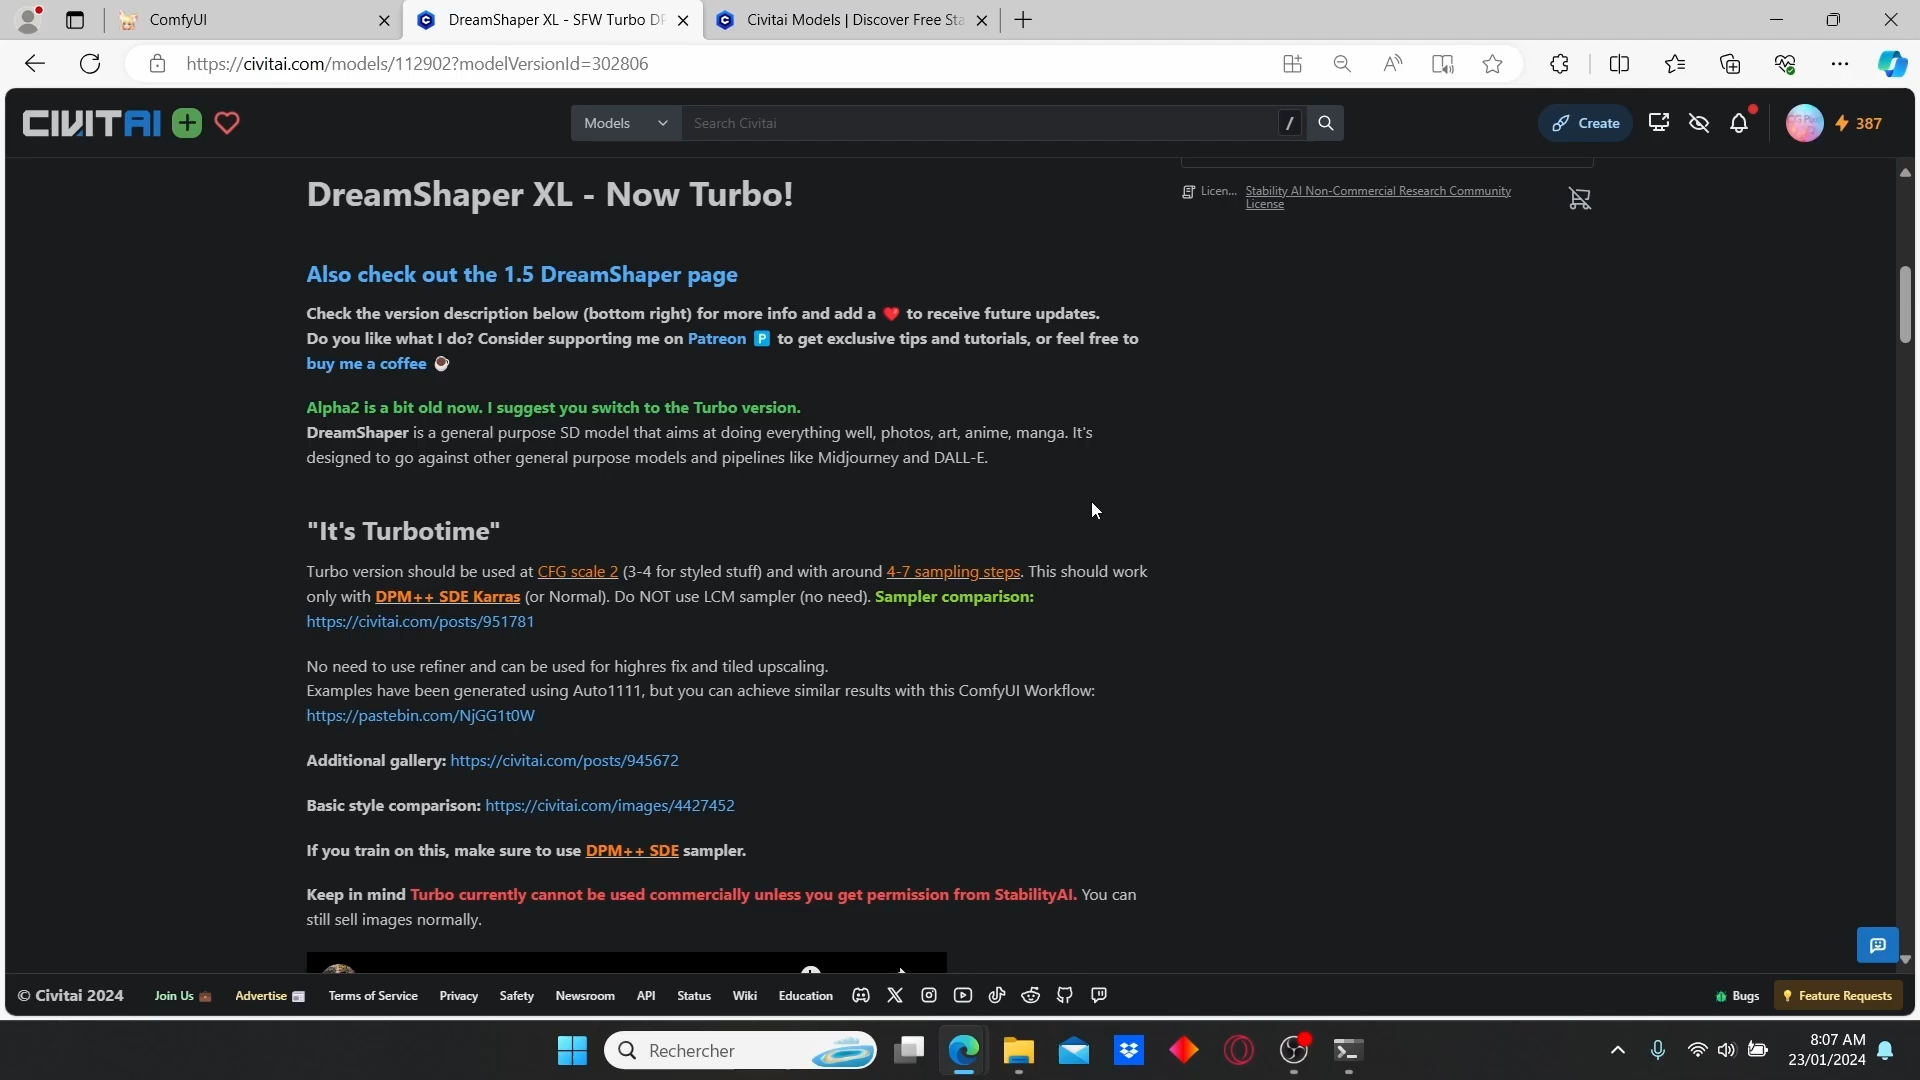 ComfyUI
DreamShaper XL - SFW Turbo DP
Civitai Models | Discover Free Sta
https://civitai.com/models/112902?modelVersionId=302806
CIVITAI
Models
Search Civitai
/
Create
387
DreamShaper XL - Now Turbo!
Licen... Stability AI Non-Commercial Research Community
License
Also check out the 1.5 DreamShaper page
Check the version description below (bottom right) for more info and add a ❤️ to receive future updates.
Do you like what I do? Consider supporting me on Patreon 🅿️ to get exclusive tips and tutorials, or feel free to
buy me a coffee ☕
Alpha2 is a bit old now. I suggest you switch to the Turbo version.
DreamShaper is a general purpose SD model that aims at doing everything well, photos, art, anime, manga. It's
designed to go against other general purpose models and pipelines like Midjourney and DALL-E.
"It's Turbotime"
Turbo version should be used at CFG scale 2 (3-4 for styled stuff) and with around 4-7 sampling steps. This should work
only with DPM++ SDE Karras (or Normal). Do NOT use LCM sampler (no need). Sampler comparison:
https://civitai.com/posts/951781
No need to use refiner and can be used for highres fix and tiled upscaling.
Examples have been generated using Auto1111, but you can achieve similar results with this ComfyUI Workflow:
https://pastebin.com/NjGG1t0W
Additional gallery: https://civitai.com/posts/945672
Basic style comparison: https://civitai.com/images/4427452
If you train on this, make sure to use DPM++ SDE sampler.
Keep in mind Turbo currently cannot be used commercially unless you get permission from StabilityAI. You can
still sell images normally.
© Civitai 2024
Join Us
Advertise
Terms of Service
Privacy
Safety
Newsroom
API
Status
Wiki
Education
Bugs
Feature Requests
Rechercher
8:07 AM
23/01/2024